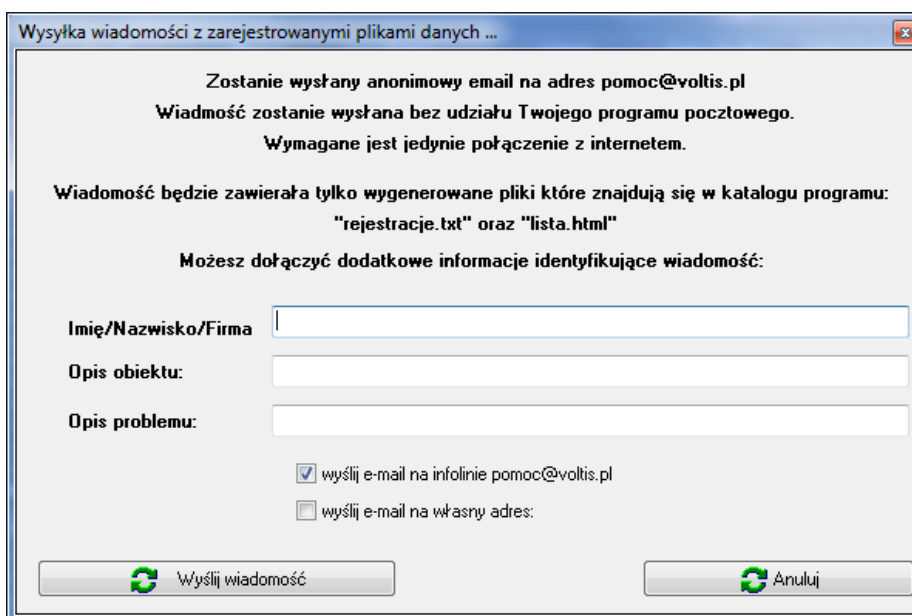 Wysyłka wiadomości z zarejestrowanymi plikami danych ...
Zostanie wysłany anonimowy email na adres pomoc@voltis.pl
Wiadmość zostanie wysłana bez udziału Twojego programu pocztowego.
Wymagane jest jedynie połączenie z internetem.
Wiadomość będzie zawierała tylko wygenerowane pliki które znajdują się w katalogu programu:
"rejestracje.txt" oraz "lista.html"
Możesz dołączyć dodatkowe informacje identyfikujące wiadomość:
Imię/Nazwisko/Firma
Opis obiektu:
Opis problemu:
wyślij e-mail na infolinie pomoc@voltis.pl
wyślij e-mail na własny adres:
Wyślij wiadomość
Anuluj